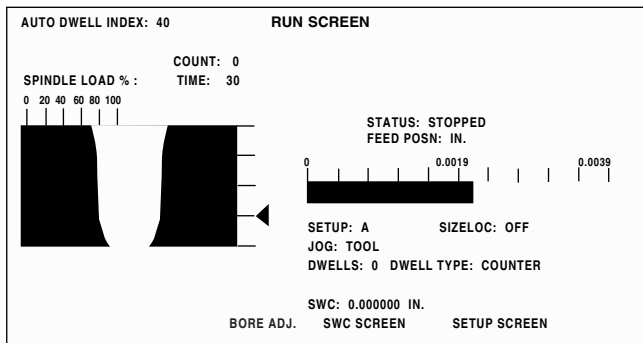 AUTO DWELL INDEX: 40 RUN SCREEN
COUNT: 0
SPINDLE LOAD % : TIME: 30
0 20 40 60 80 100
STATUS: STOPPED
FEED POSN: IN.
0 0.0019 0.0039
SETUP: A SIZELOC: OFF
JOG: TOOL
DWELLS: 0 DWELL TYPE: COUNTER
SWC: 0.000000 IN.
BORE ADJ. SWC SCREEN SETUP SCREEN